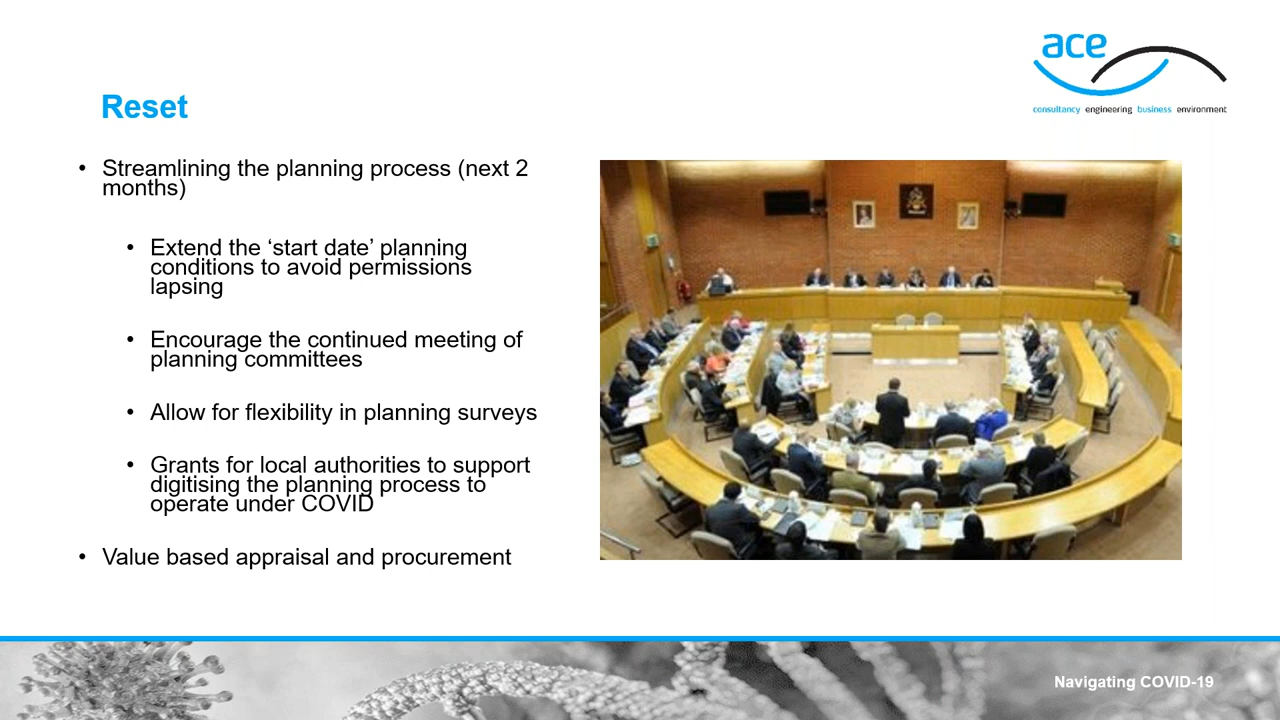 ace
consultancy engineering business environment
Reset
• Streamlining the planning process (next 2
months)
• Extend the ‘start date’ planning
conditions to avoid permissions
lapsing
• Encourage the continued meeting of
planning committees
• Allow for flexibility in planning surveys
• Grants for local authorities to support
digitising the planning process to
operate under COVID
• Value based appraisal and procurement
Navigating COVID-19